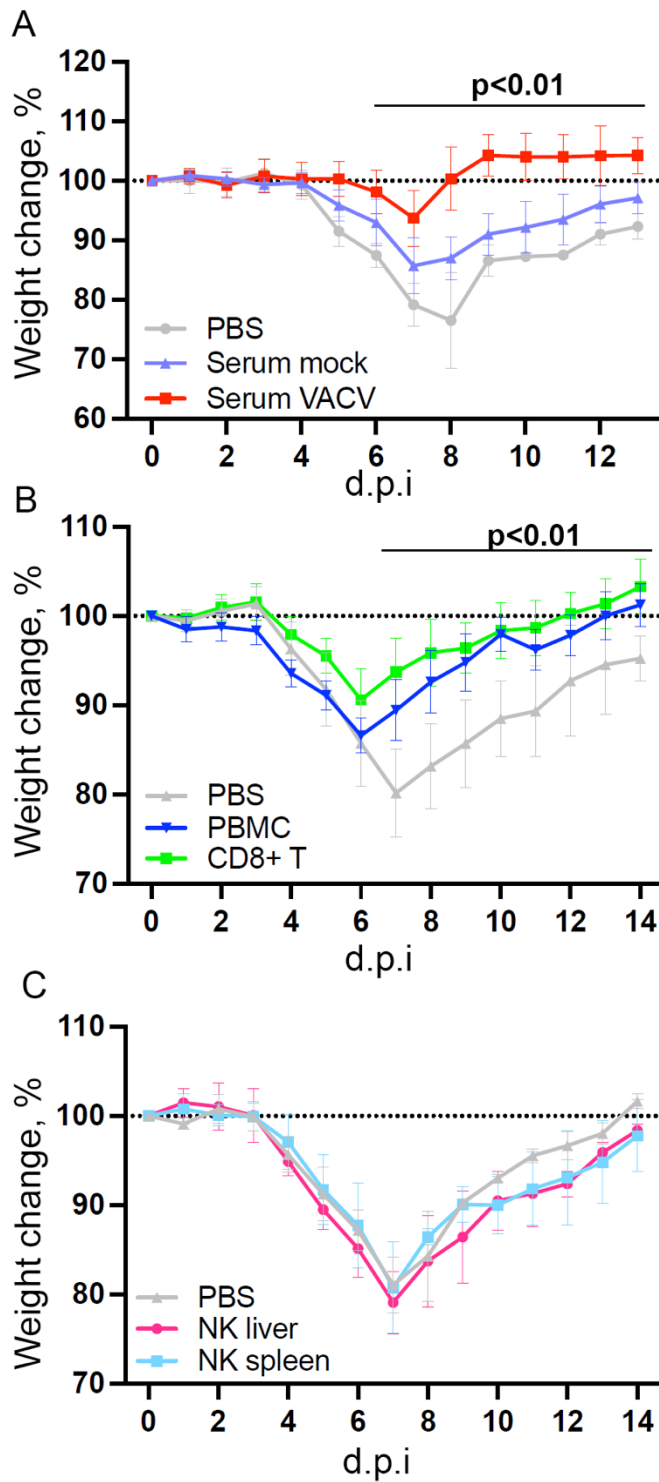 A
Weight change, %
120
110
100
90
80
70
60
p<0.01
PBS
Serum mock
Serum VACV
0 2 4 6 8 10 12
d.p.i
B
Weight change, %
110
100
90
80
70
p<0.01
PBS
PBMC
CD8+ T
0 2 4 6 8 10 12 14
d.p.i
C
Weight change, %
110
100
90
80
70
PBS
NK liver
NK spleen
0 2 4 6 8 10 12 14
d.p.i